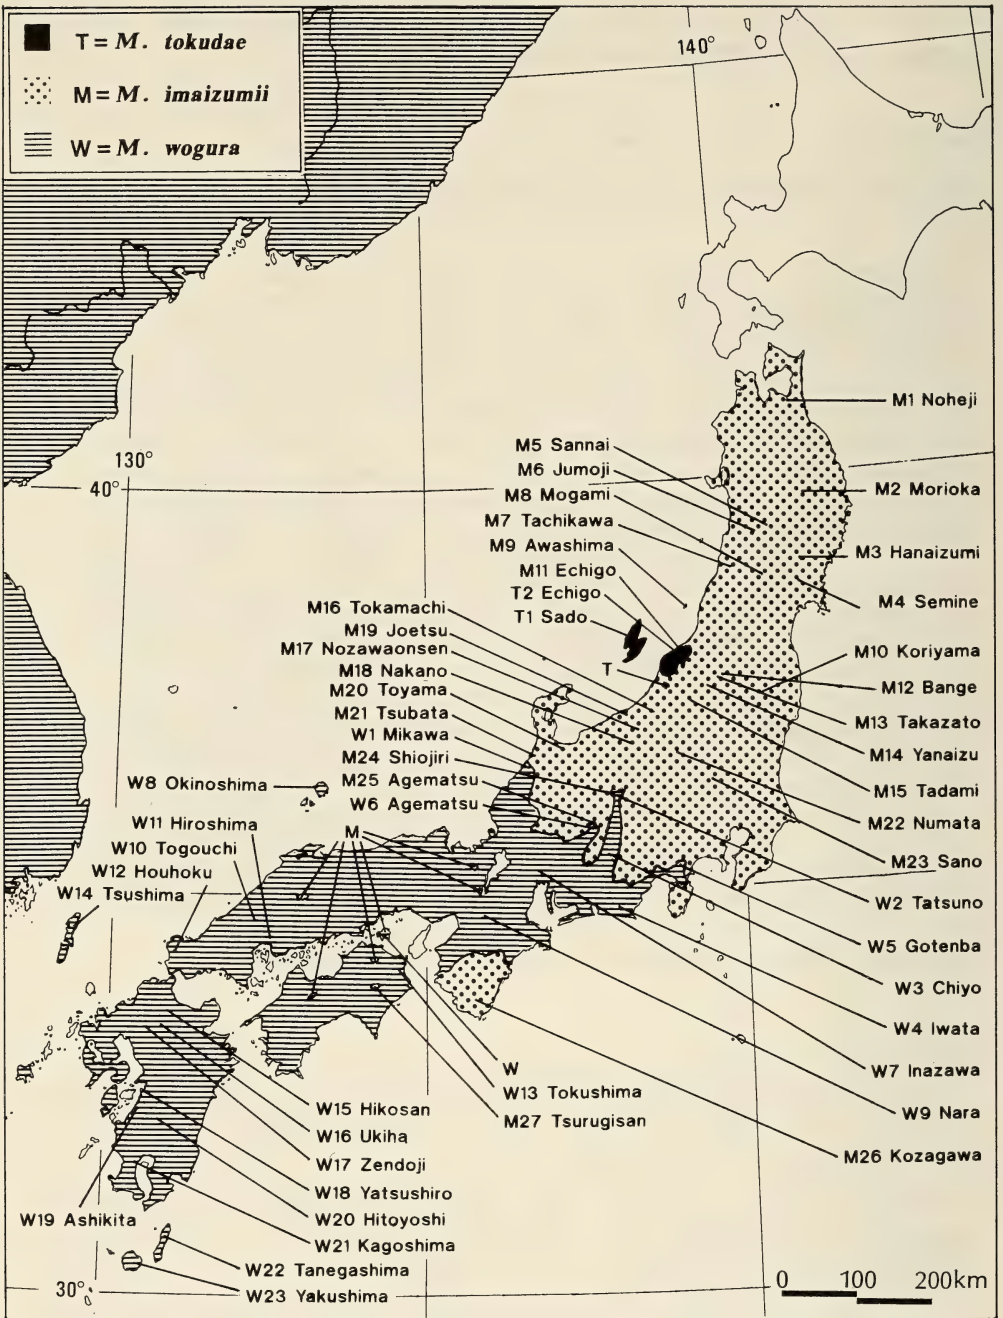 T = M. tokudae
M = M. imaizumii
W = M. wogura
140°
130°
40°
30°
M1 Noheji
M5 Sannai
M6 Jumoji
M2 Morioka
M8 Mogami
M7 Tachikawa
M9 Awashima
M3 Hanaizumi
M11 Echigo
T2 Echigo
M4 Semine
T1 Sado
M16 Tokamachi
M19 Joetsu
M17 Nozawaonsen
M10 Koriyama
T
M18 Nakano
M12 Bange
M20 Toyama
M21 Tsubata
M13 Takazato
W1 Mikawa
M24 Shiojiri
M14 Yanaizu
M25 Agematsu
W8 Okinoshima
M15 Tadami
W6 Agematsu
W11 Hiroshima
M
M22 Numata
W10 Togouchi
W12 Houhoku
M23 Sano
W14 Tsushima
W2 Tatsuno
W5 Gotenba
W3 Chiyo
W4 Iwata
W
W7 Inazawa
W13 Tokushima
W15 Hikosan
W9 Nara
M27 Tsurugisan
W16 Ukiha
M26 Kozagawa
W17 Zendoji
W18 Yatsushiro
W19 Ashikita
W20 Hitoyoshi
W21 Kagoshima
W22 Tanegashima
W23 Yakushima
0 100 200km